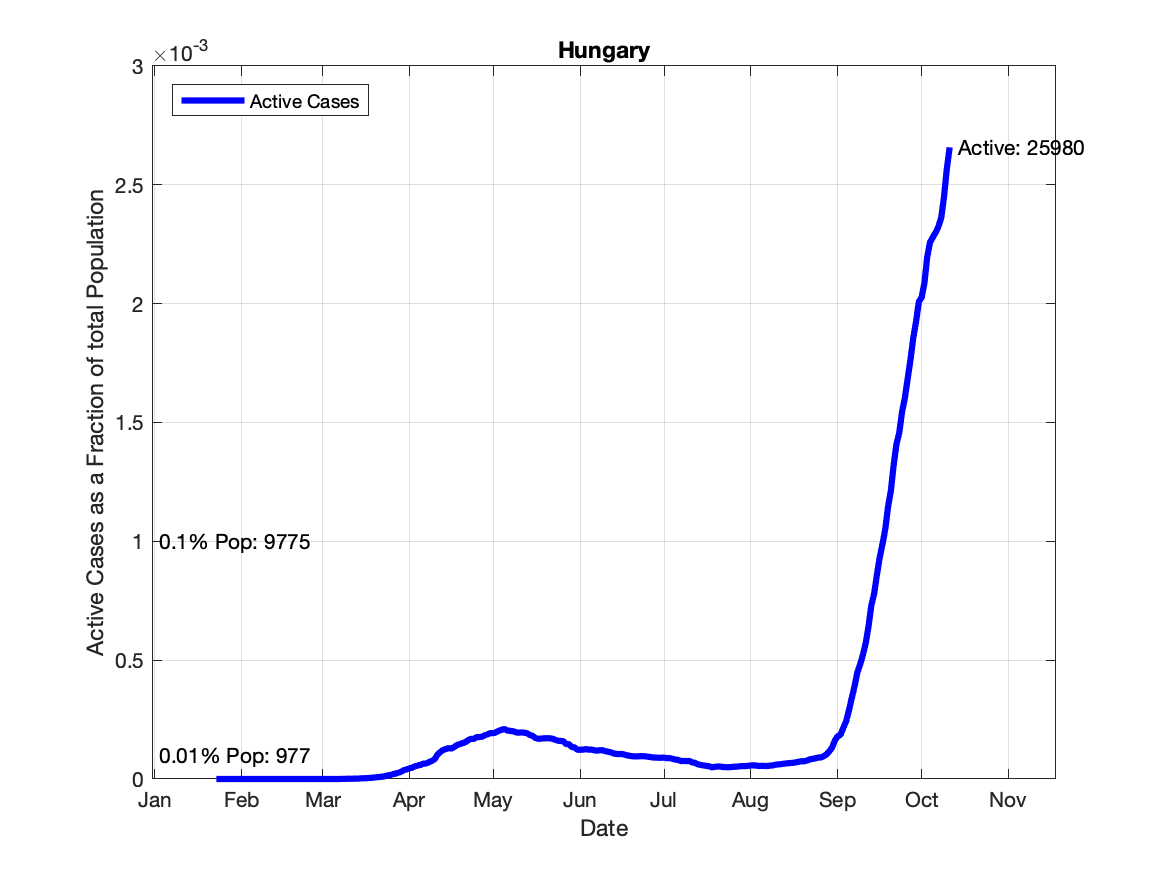 Hungary
×10-3
3
2.5
2
1.5
1
0.5
0
Active Cases as a Fraction of total Population
Active Cases
Active: 25980
0.1% Pop: 9775
0.01% Pop: 977
Jan Feb Mar Apr May Jun Jul Aug Sep Oct Nov
Date